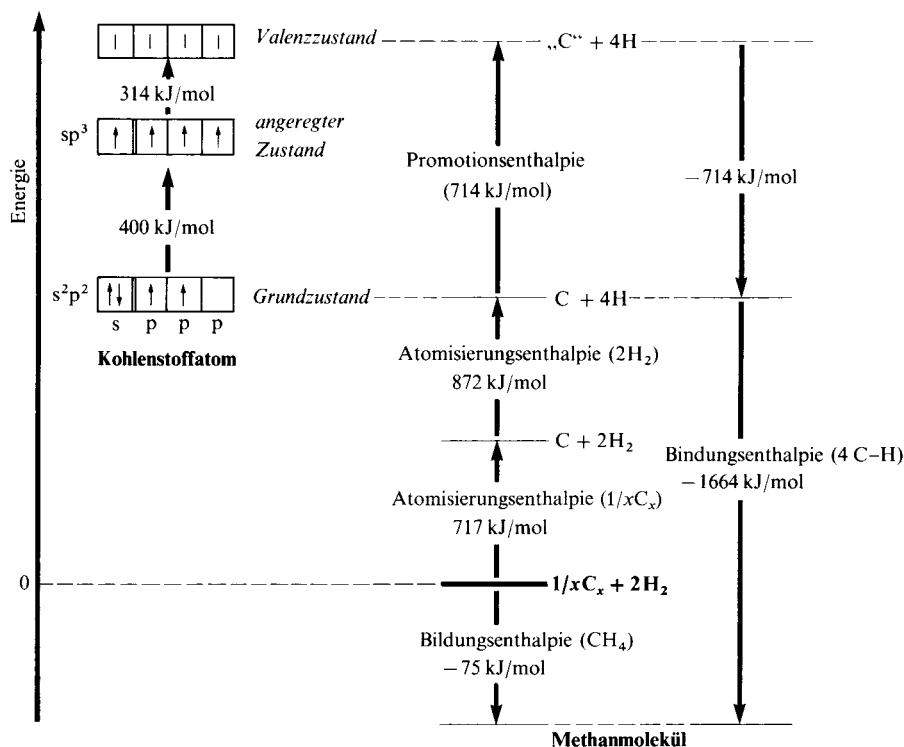 Valenzzustand
„C“ + 4H
314 kJ/mol
sp³
angeregter
Zustand
Promotionsenthalpie
(714 kJ/mol)
−714 kJ/mol
Energie
400 kJ/mol
s²p²
Grundzustand
C + 4H
s p p p
Kohlenstoffatom
Atomisierungsenthalpie (2H₂)
872 kJ/mol
C + 2H₂
Bindungsenthalpie (4 C–H)
−1664 kJ/mol
Atomisierungsenthalpie (1/xCₓ)
717 kJ/mol
0
1/xCₓ + 2H₂
Bildungsenthalpie (CH₄)
−75 kJ/mol
Methanmolekül